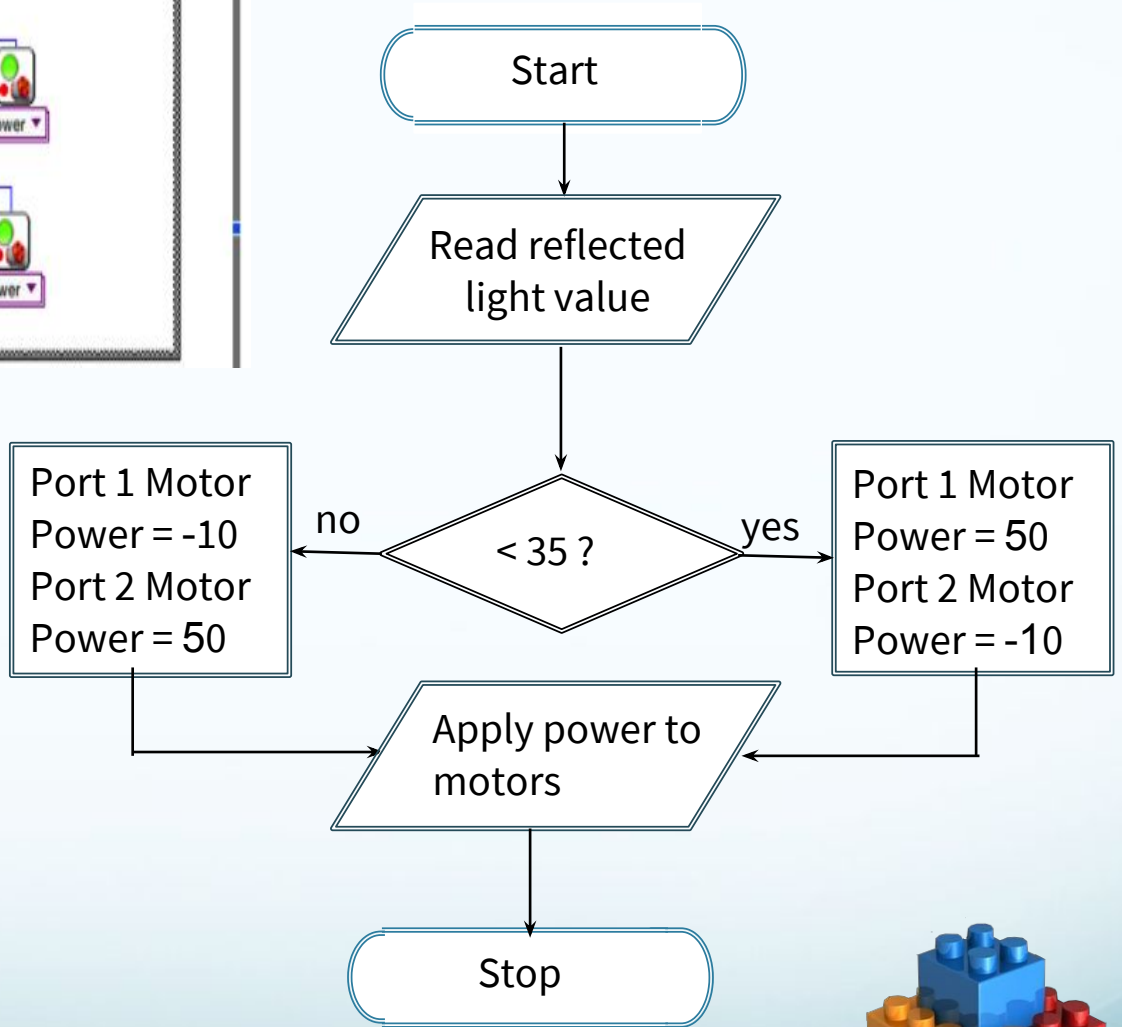 Start
Read reflected
light value
< 35 ?
no
yes
Port 1 Motor
Power = -10
Port 2 Motor
Power = 50
Port 1 Motor
Power = 50
Port 2 Motor
Power = -10
Apply power to
motors
Stop